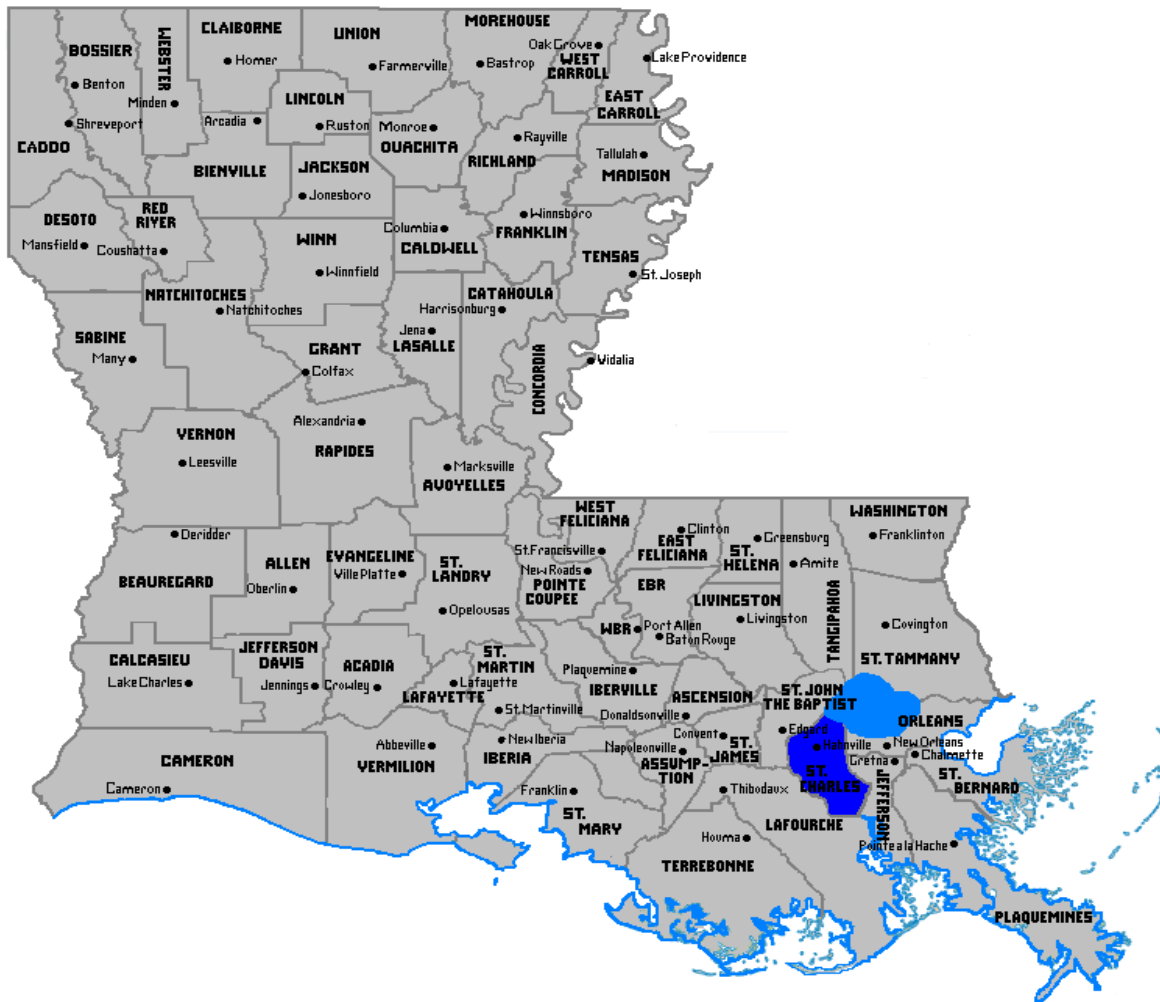 CLAIBORNE
UNION
MOREHOUSE
BOSSIER
WEBSTER
Oak Grove
WEST
CARROLL
Lake Providence
Homer
Farmerville
Bastrop
Benton
EAST
CARROLL
Minden
LINCOLN
Shreveport
Arcadia
Ruston
Monroe
OUACHITA
Rayville
RICHLAND
CADDO
Tallulah
MADISON
BIENVILLE
JACKSON
Jonesboro
DESOTO
RED
RIVER
Winnsboro
FRANKLIN
Mansfield
Coushatta
WINN
Columbia
CALDWELL
TENSAS
Winnfield
St. Joseph
NATCHITOCHES
Natchitoches
CATAHOULA
Harrisonburg
SABINE
Many
GRANT
Colfax
Jena
LASALLE
CONCORDIA
Vidalia
VERNON
Leesville
Alexandria
RAPIDES
Marksville
AVOYELLES
WEST
FELICIANA
WASHINGTON
Deridder
Clinton
EAST
FELICIANA
Greensburg
ST.
HELENA
Franklinton
BEAUREGARD
ALLEN
Oberlin
EVANGELINE
Ville Platte
ST.
LANDRY
St. Francisville
New Roads
POINTE
COUPEE
EBR
Amite
LIVINGSTON
Livingston
TANGIPAHOA
Opelousas
WBR
Port Allen
Baton Rouge
Covington
ST. TAMMANY
CALCASIEU
Lake Charles
JEFFERSON
DAVIS
Jennings
ACADIA
Crowley
ST.
MARTIN
Lafayette
LAFAYETTE
St. Martinville
Plaquemine
IBERVILLE
ASCENSION
Donaldsonville
ST. JOHN
THE BAPTIST
Edgard
ORLEANS
New Orleans
CAMERON
Cameron
Abbeville
VERMILION
New Iberia
IBERIA
Napoleonville
ASSUMP-
TION
Convent
ST.
JAMES
Hahnville
ST.
CHARLES
Gretna
Chalmette
JEFFERSON
ST.
BERNARD
Franklin
ST.
MARY
Thibodaux
LAFOURCHE
Houma
TERREBONNE
Pointe a la Hache
PLAQUEMINES